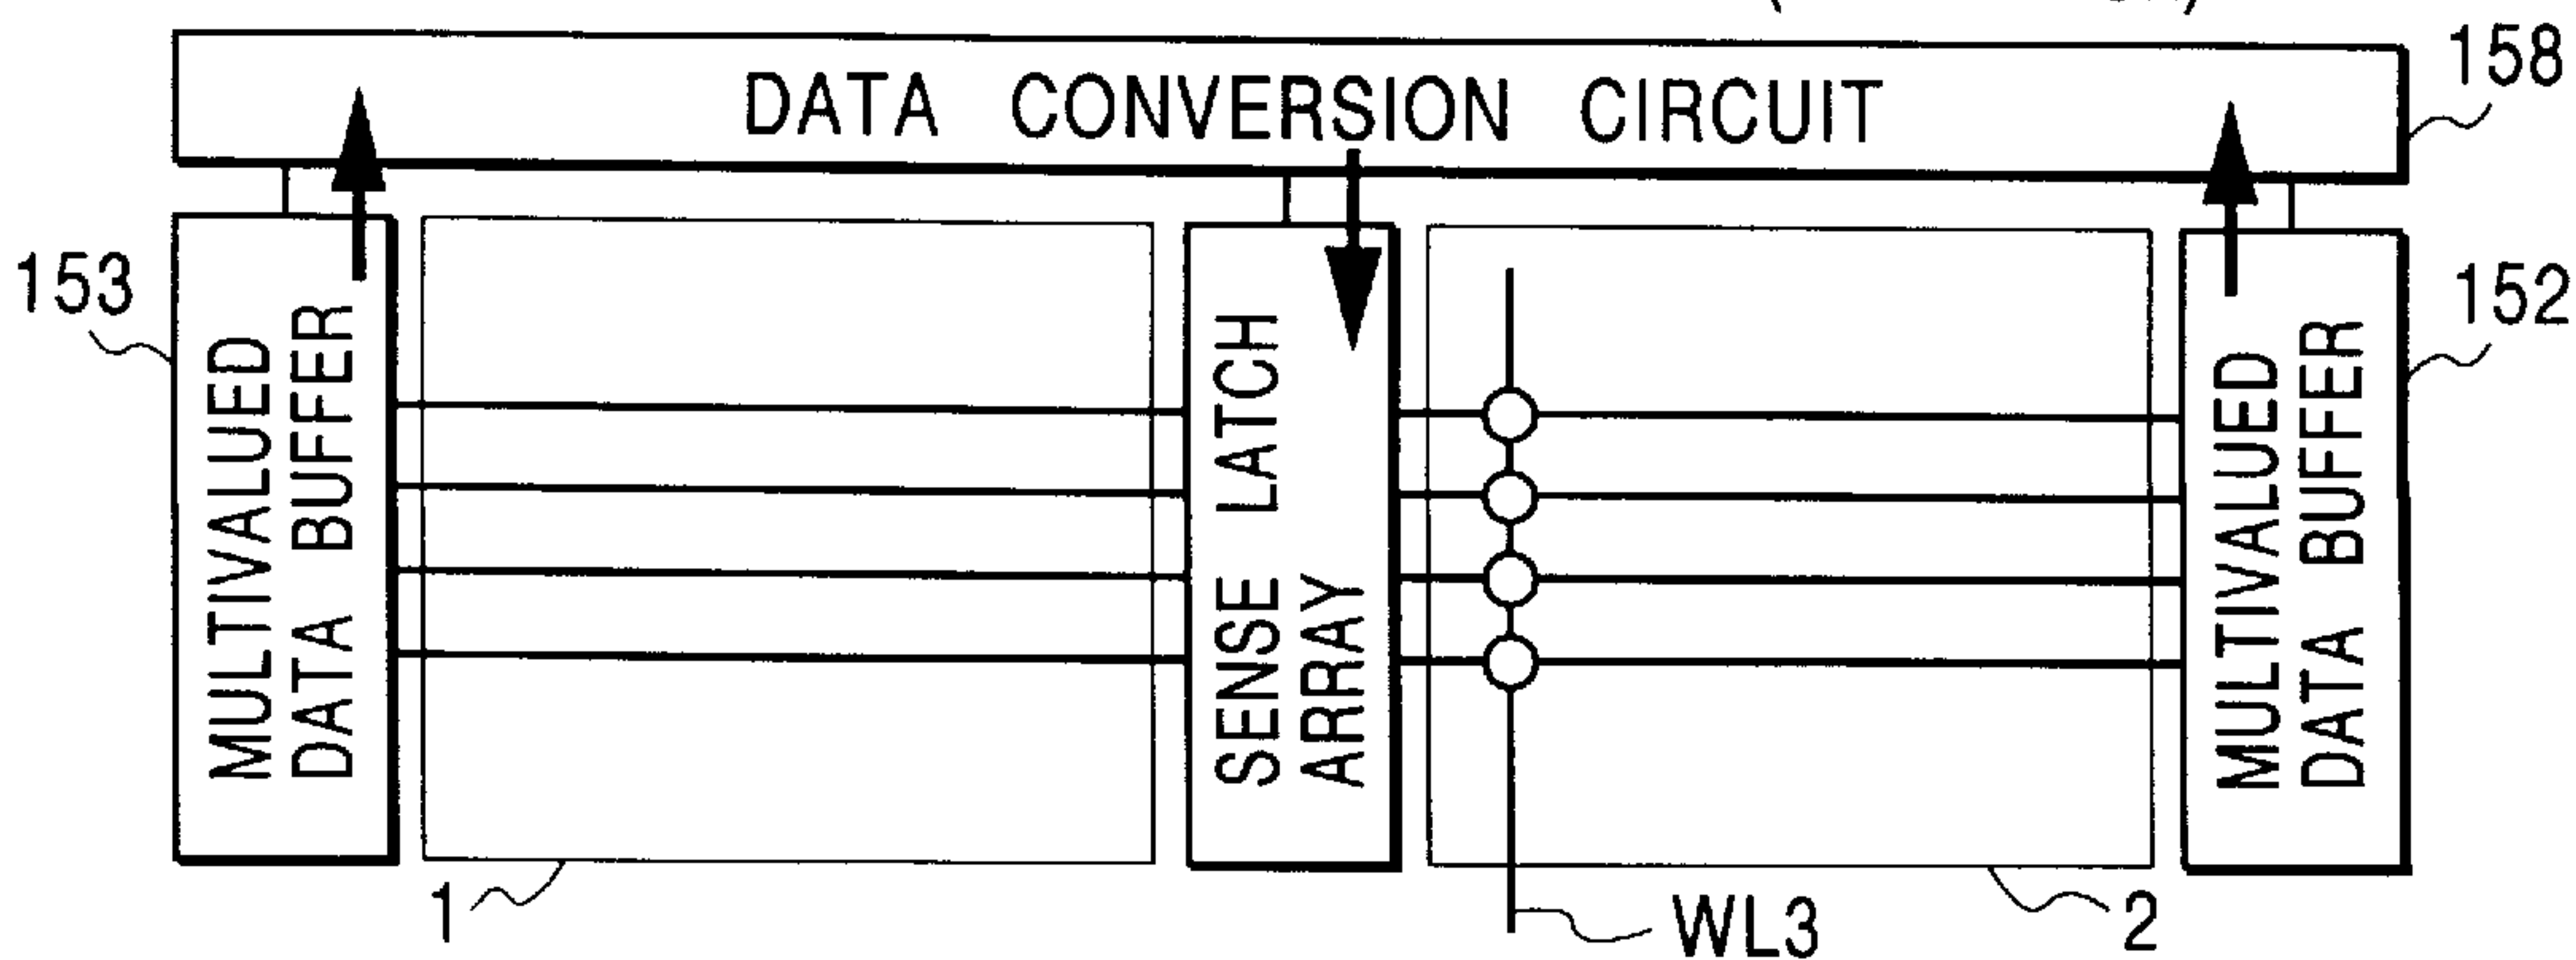 DATA CONVERSION CIRCUIT
158
153
152
MULTIVALUED
DATA BUFFER
SENSE LATCH
ARRAY
MULTIVALUED
DATA BUFFER
1
WL3
2